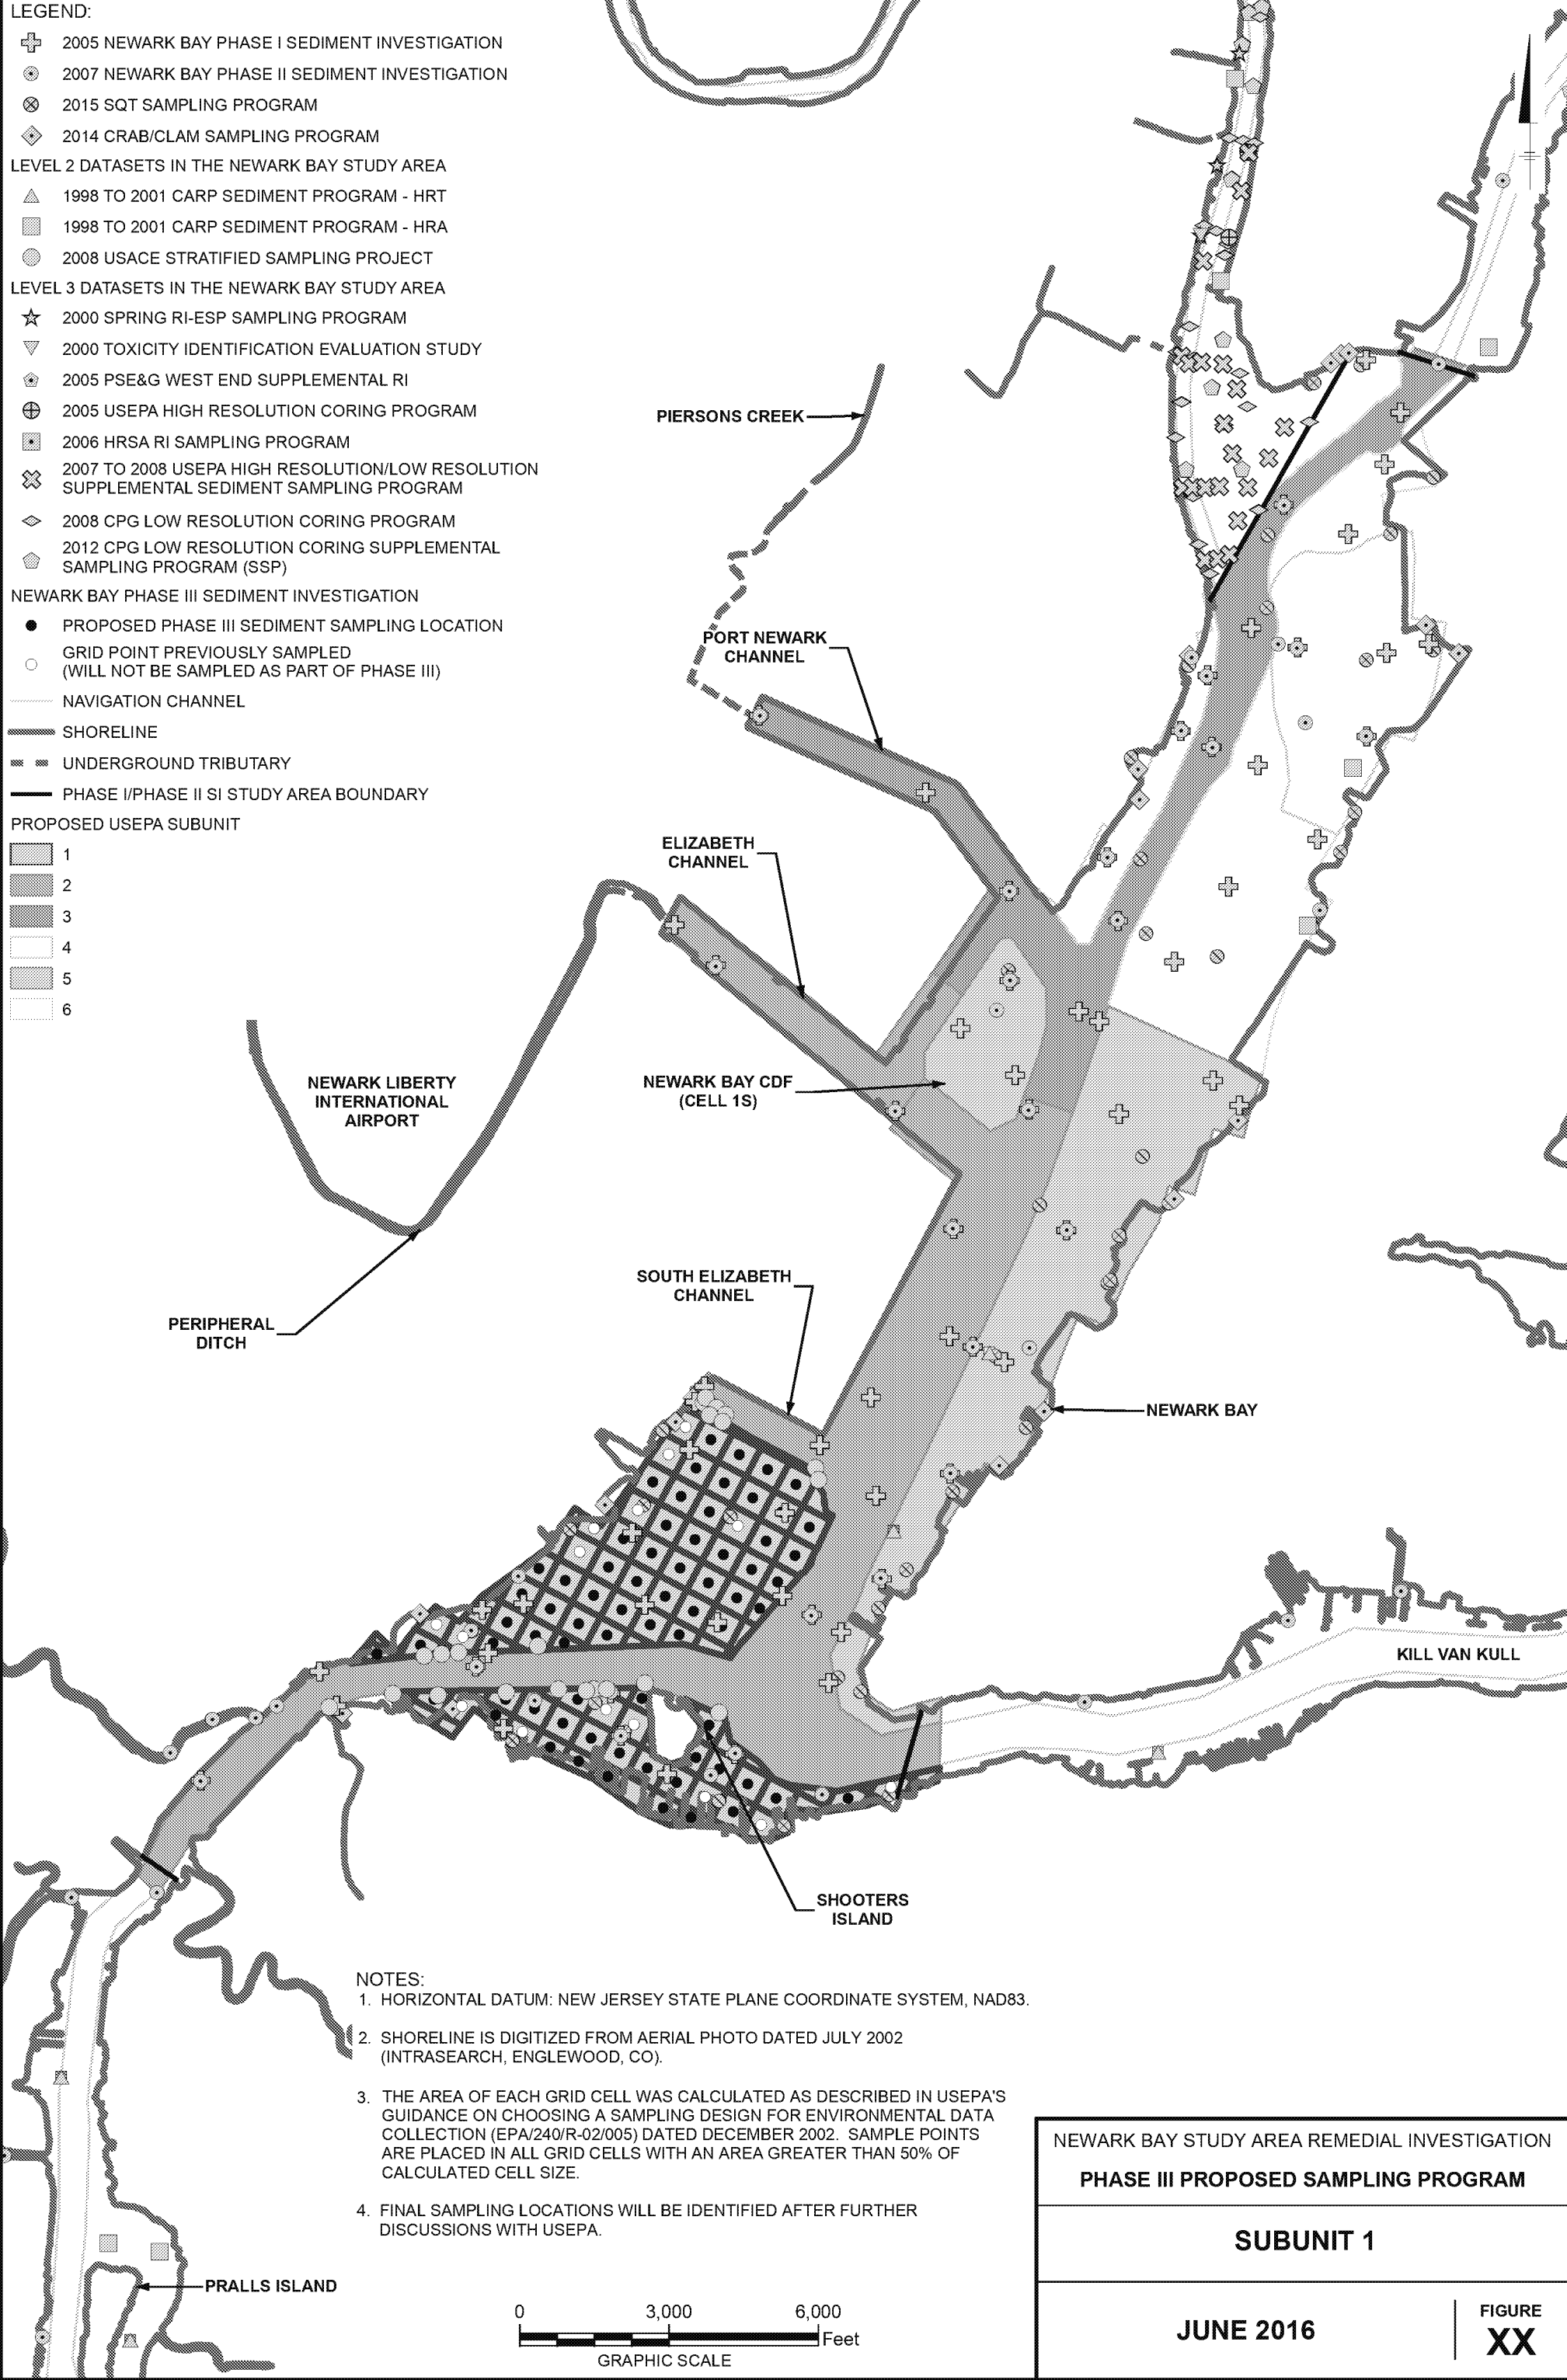 LEGEND:
2005 NEWARK BAY PHASE I SEDIMENT INVESTIGATION
2007 NEWARK BAY PHASE II SEDIMENT INVESTIGATION
2015 SQT SAMPLING PROGRAM
2014 CRAB/CLAM SAMPLING PROGRAM
LEVEL 2 DATASETS IN THE NEWARK BAY STUDY AREA
1998 TO 2001 CARP SEDIMENT PROGRAM - HRT
1998 TO 2001 CARP SEDIMENT PROGRAM - HRA
2008 USACE STRATIFIED SAMPLING PROJECT
LEVEL 3 DATASETS IN THE NEWARK BAY STUDY AREA
2000 SPRING RI-ESP SAMPLING PROGRAM
2000 TOXICITY IDENTIFICATION EVALUATION STUDY
2005 PSE&G WEST END SUPPLEMENTAL RI
2005 USEPA HIGH RESOLUTION CORING PROGRAM
2006 HRSA RI SAMPLING PROGRAM
2007 TO 2008 USEPA HIGH RESOLUTION/LOW RESOLUTION
SUPPLEMENTAL SEDIMENT SAMPLING PROGRAM
2008 CPG LOW RESOLUTION CORING PROGRAM
2012 CPG LOW RESOLUTION CORING SUPPLEMENTAL
SAMPLING PROGRAM (SSP)
NEWARK BAY PHASE III SEDIMENT INVESTIGATION
PROPOSED PHASE III SEDIMENT SAMPLING LOCATION
GRID POINT PREVIOUSLY SAMPLED
(WILL NOT BE SAMPLED AS PART OF PHASE III)
NAVIGATION CHANNEL
SHORELINE
UNDERGROUND TRIBUTARY
PHASE I/PHASE II SI STUDY AREA BOUNDARY
PROPOSED USEPA SUBUNIT
1
2
3
4
5
6
PIERSONS CREEK
PORT NEWARK
CHANNEL
ELIZABETH
CHANNEL
NEWARK LIBERTY
INTERNATIONAL
AIRPORT
NEWARK BAY CDF
(CELL 1S)
PERIPHERAL
DITCH
SOUTH ELIZABETH
CHANNEL
NEWARK BAY
KILL VAN KULL
SHOOTERS
ISLAND
PRALLS ISLAND
NOTES:
1. HORIZONTAL DATUM: NEW JERSEY STATE PLANE COORDINATE SYSTEM, NAD83.
2. SHORELINE IS DIGITIZED FROM AERIAL PHOTO DATED JULY 2002
(INTRASEARCH, ENGLEWOOD, CO).
3. THE AREA OF EACH GRID CELL WAS CALCULATED AS DESCRIBED IN USEPA'S
GUIDANCE ON CHOOSING A SAMPLING DESIGN FOR ENVIRONMENTAL DATA
COLLECTION (EPA/240/R-02/005) DATED DECEMBER 2002. SAMPLE POINTS
ARE PLACED IN ALL GRID CELLS WITH AN AREA GREATER THAN 50% OF
CALCULATED CELL SIZE.
4. FINAL SAMPLING LOCATIONS WILL BE IDENTIFIED AFTER FURTHER
DISCUSSIONS WITH USEPA.
0 3,000 6,000
Feet
GRAPHIC SCALE
NEWARK BAY STUDY AREA REMEDIAL INVESTIGATION
PHASE III PROPOSED SAMPLING PROGRAM
SUBUNIT 1
JUNE 2016
FIGURE
XX